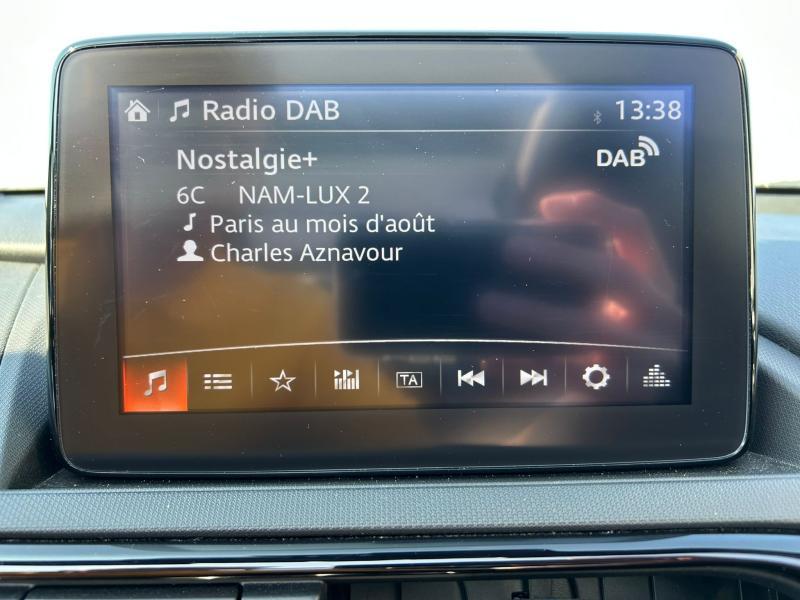 Radio DAB 13:38
Nostalgie+ DAB
6C NAM-LUX 2
Paris au mois d'août
Charles Aznavour
TA